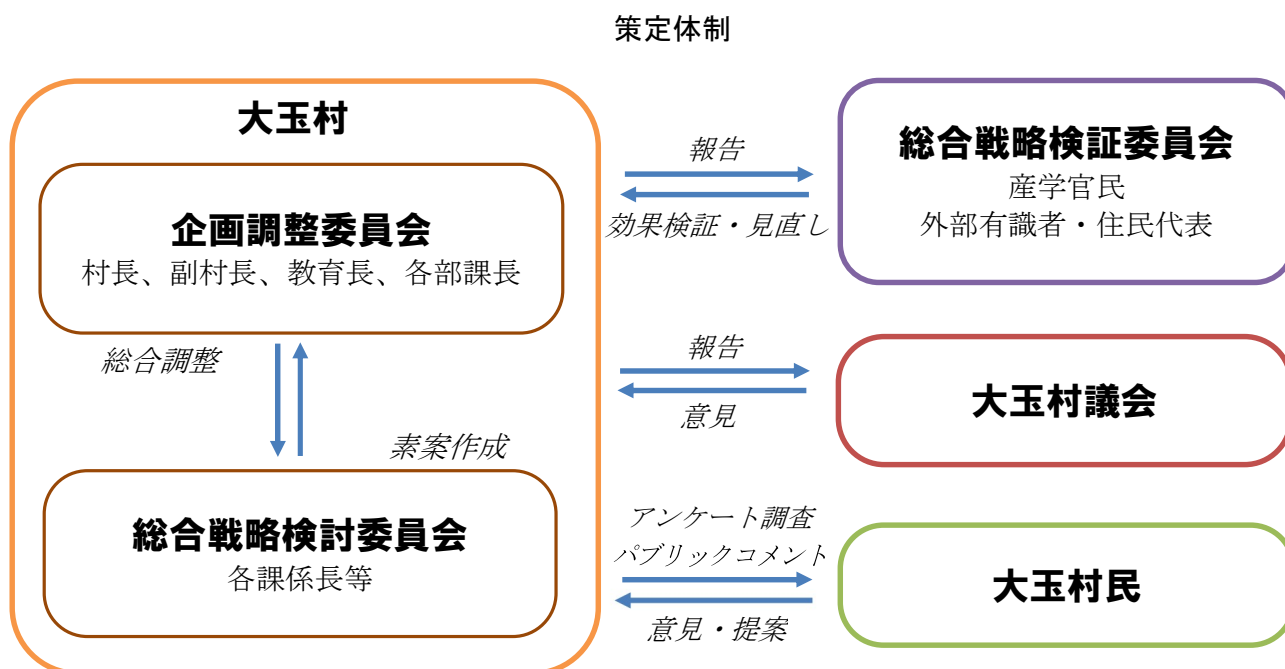 策定体制
大玉村
企画調整委員会
村長、副村長、教育長、各部課長
総合調整
素案作成
総合戦略検討委員会
各課係長等
報告
効果検証・見直し
総合戦略検証委員会
産学官民
外部有識者・住民代表
報告
意見
大玉村議会
アンケート調査
パブリックコメント
意見・提案
大玉村民